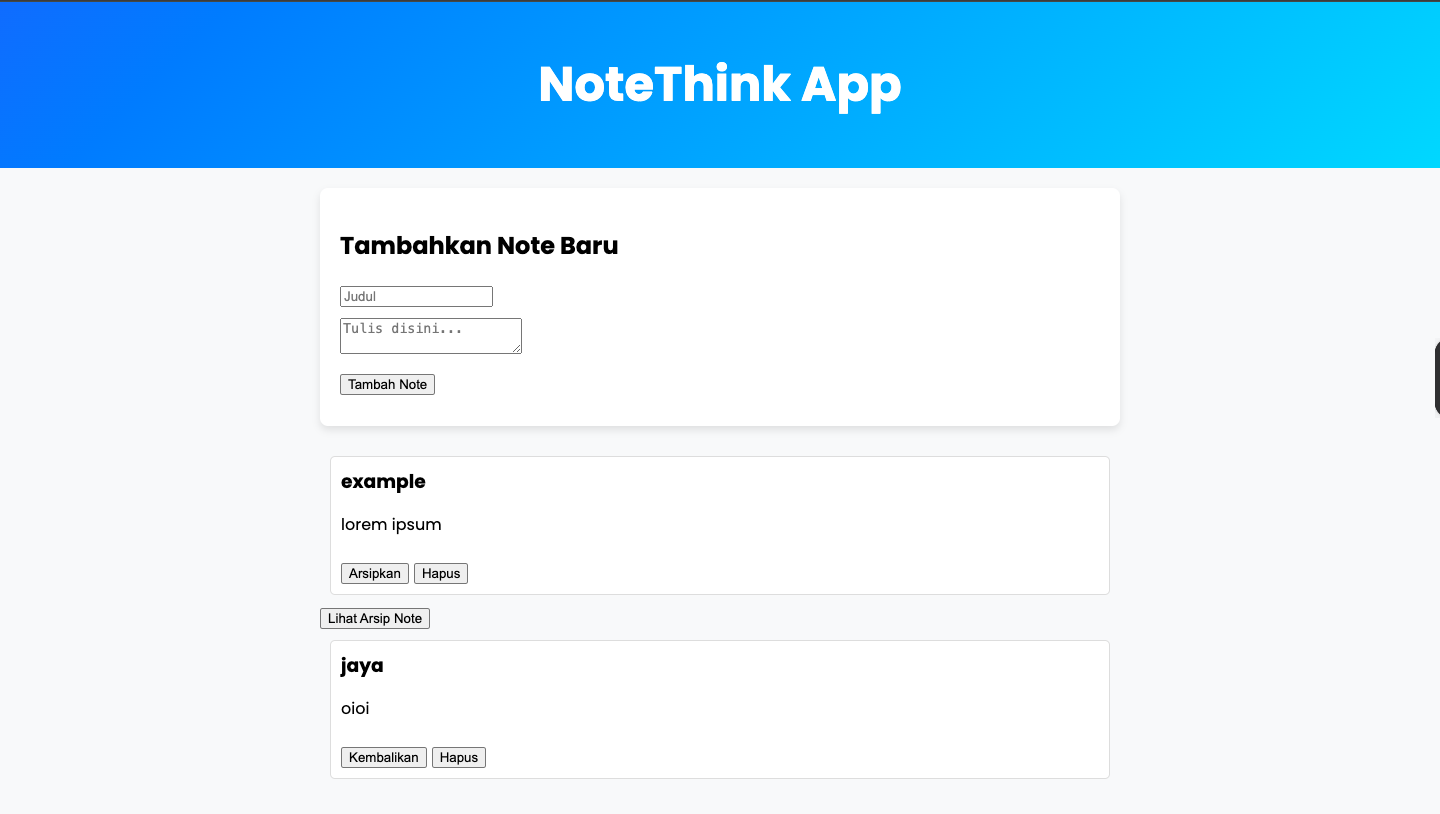 NoteThink App
Tambahkan Note Baru
Judul
Tulis disini...
Tambah Note
example
lorem ipsum
Arsipkan Hapus
Lihat Arsip Note
jaya
oioi
Kembalikan Hapus